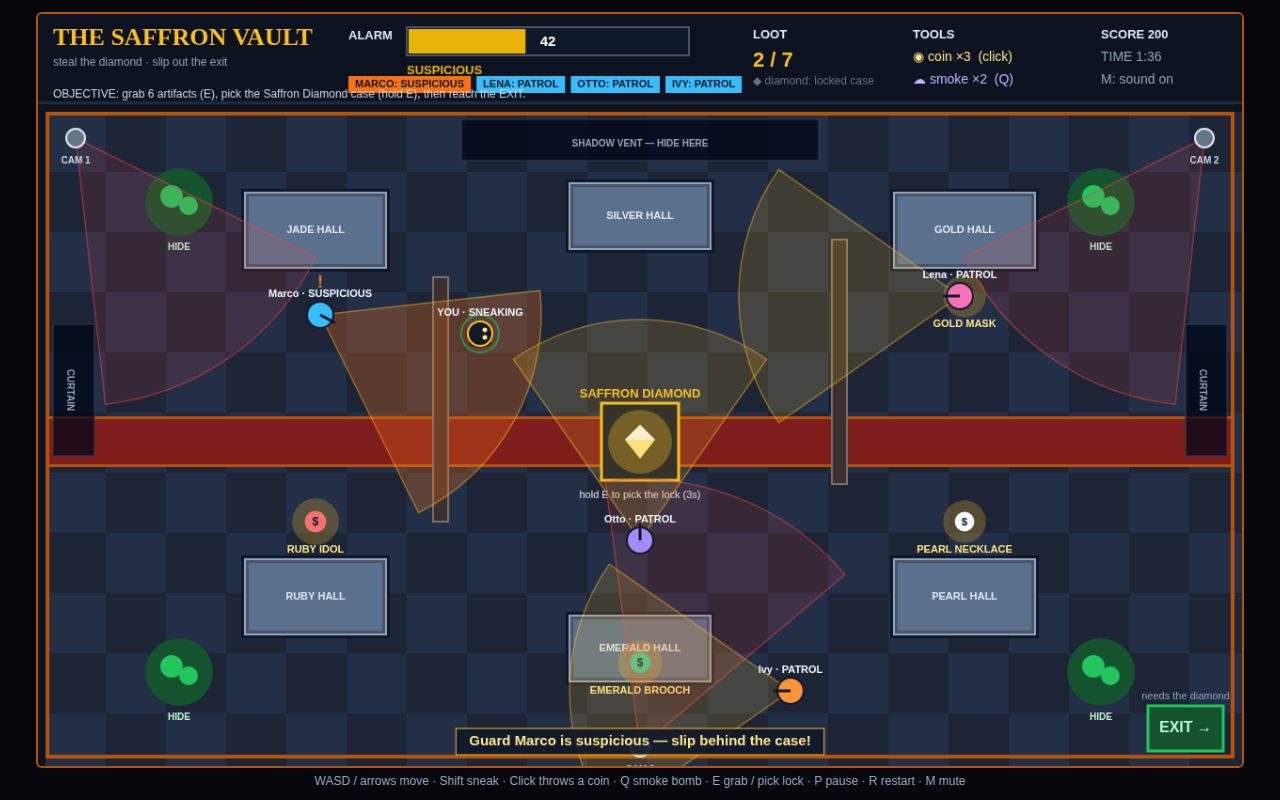 THE SAFFRON VAULT
steal the diamond · slip out the exit
ALARM
42
SUSPICIOUS
MARCO: SUSPICIOUS
LENA: PATROL
OTTO: PATROL
IVY: PATROL
OBJECTIVE: grab 6 artifacts (E), pick the Saffron Diamond case (hold E), then reach the EXIT.
LOOT
2 / 7
◆ diamond: locked case
TOOLS
◉ coin ×3 (click)
☁ smoke ×2 (Q)
SCORE 200
TIME 1:36
M: sound on
CAM 1
SHADOW VENT — HIDE HERE
CAM 2
HIDE
JADE HALL
SILVER HALL
GOLD HALL
HIDE
!
Marco · SUSPICIOUS
YOU · SNEAKING
Lena · PATROL
GOLD MASK
CURTAIN
CURTAIN
SAFFRON DIAMOND
hold E to pick the lock (3s)
Otto · PATROL
$
RUBY IDOL
$
PEARL NECKLACE
RUBY HALL
PEARL HALL
EMERALD HALL
$
EMERALD BROOCH
Ivy · PATROL
HIDE
HIDE
needs the diamond
EXIT →
Guard Marco is suspicious — slip behind the case!
WASD / arrows move · Shift sneak · Click throws a coin · Q smoke bomb · E grab / pick lock · P pause · R restart · M mute